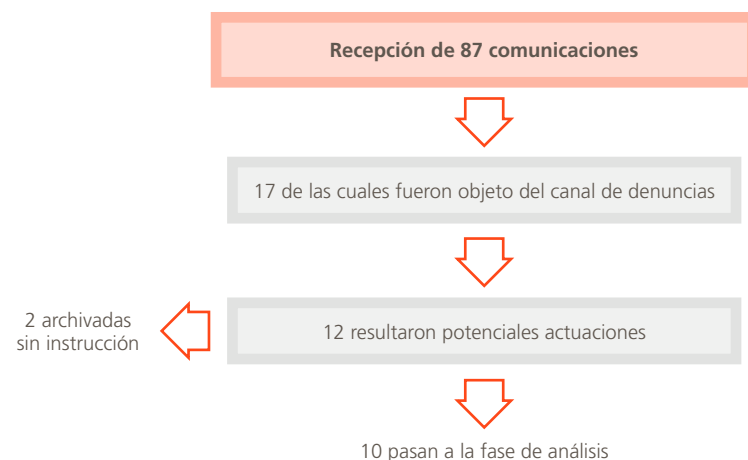 Recepción de 87 comunicaciones
17 de las cuales fueron objeto del canal de denuncias
2 archivadas
sin instrucción
12 resultaron potenciales actuaciones
10 pasan a la fase de análisis